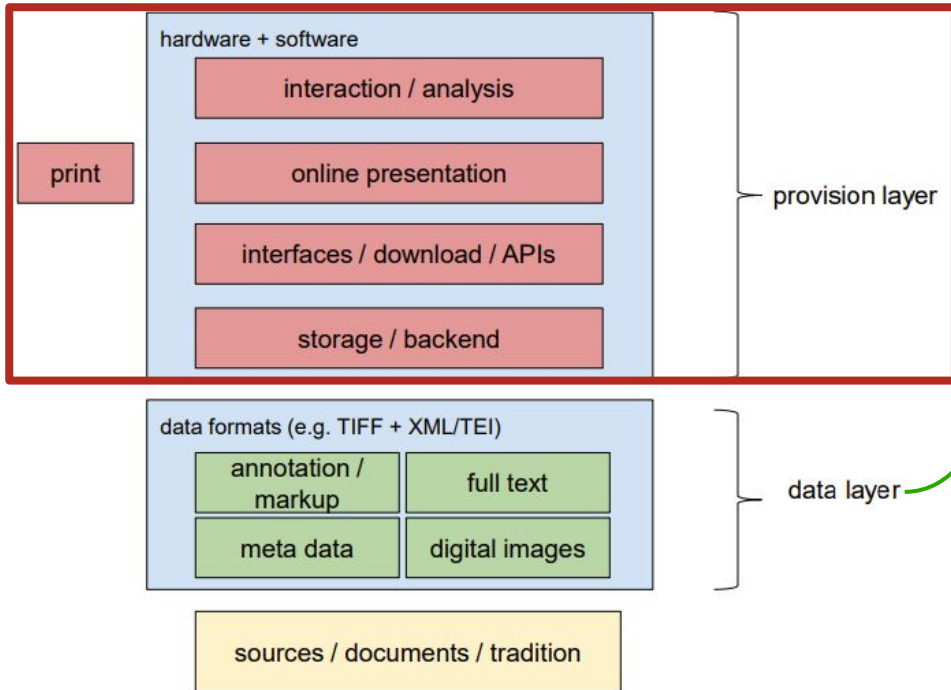 hardware + software
interaction / analysis
print
online presentation
provision layer
interfaces / download / APIs
storage / backend
data formats (e.g. TIFF + XML/TEI)
annotation /
markup
full text
data layer
meta data
digital images
sources / documents / tradition